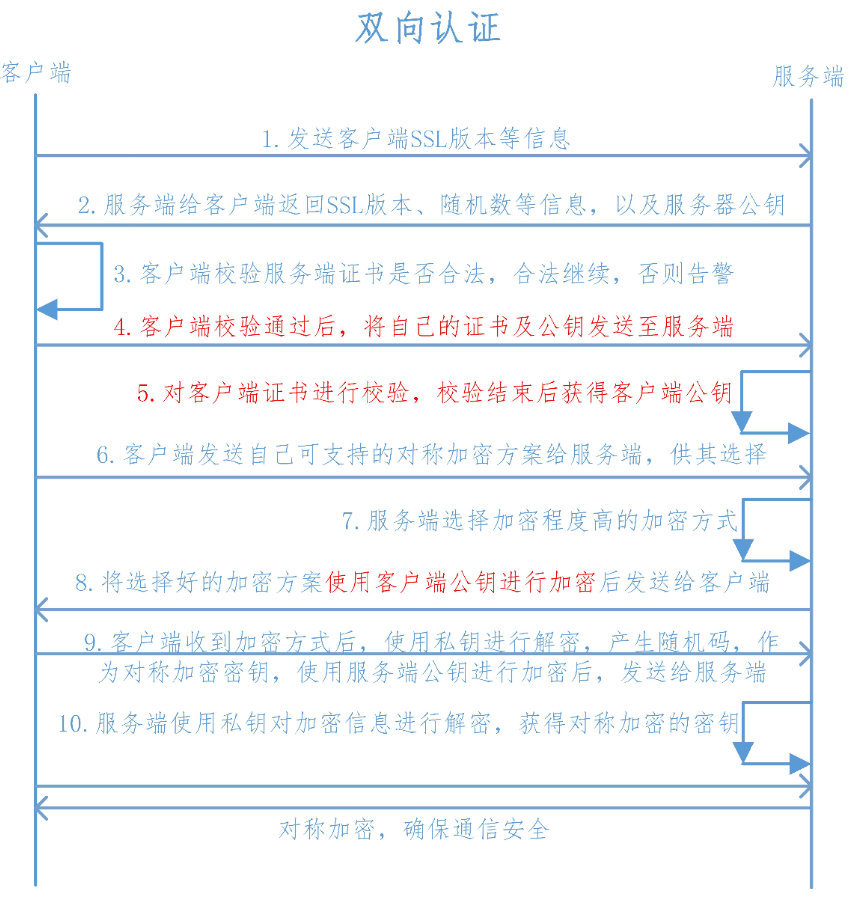 双向认证
客户端
服务端
1.发送客户端SSL版本等信息
2.服务端给客户端返回SSL版本、随机数等信息，以及服务器公钥
3.客户端校验服务端证书是否合法，合法继续，否则告警
4.客户端校验通过后，将自己的证书及公钥发送至服务端
5.对客户端证书进行校验，校验结束后获得客户端公钥
6.客户端发送自己可支持的对称加密方案给服务端，供其选择
7.服务端选择加密程度高的加密方式
8.将选择好的加密方案使用客户端公钥进行加密后发送给客户端
9.客户端收到加密方式后，使用私钥进行解密，产生随机码，作
为对称加密密钥，使用服务端公钥进行加密后，发送给服务端
10.服务端使用私钥对加密信息进行解密，获得对称加密的密钥
对称加密，确保通信安全